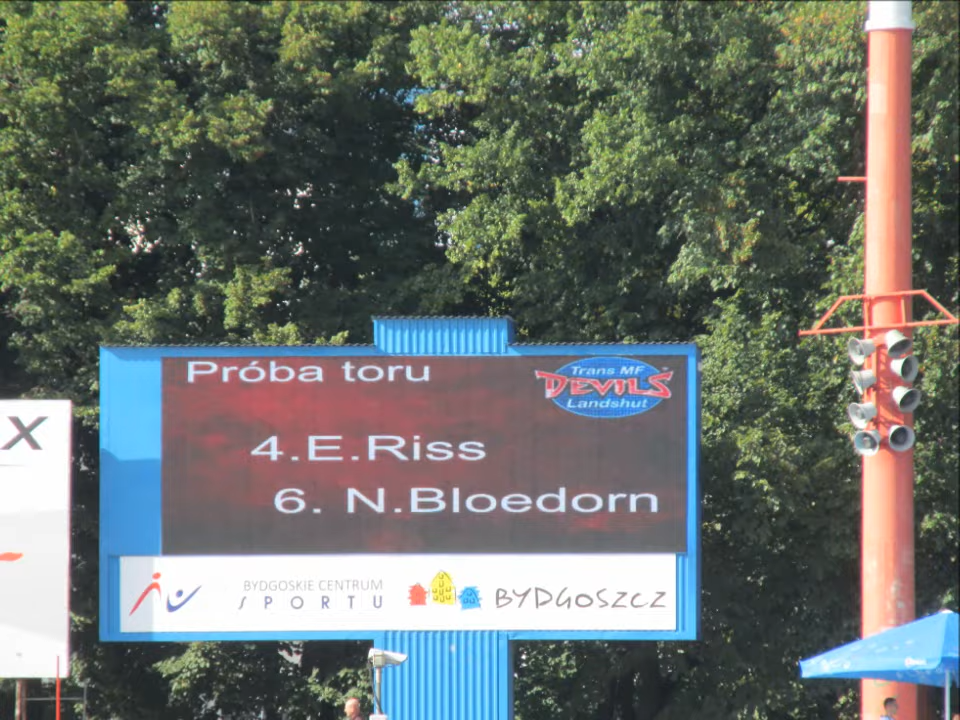 Próba toru
Trans MF
DEVILS
Landshut
4.E.Riss
6. N.Bloedorn
X
BYDGOSKIE CENTRUM
SPORTU
BYDGOSZCZ